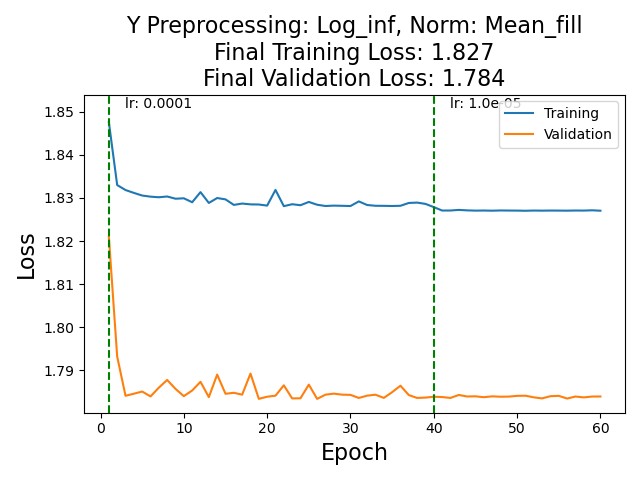 Y Preprocessing: Log_inf, Norm: Mean_fill
Final Training Loss: 1.827
Final Validation Loss: 1.784
lr: 0.0001
lr: 1.0e-05
Training
Validation
1.85
1.84
1.83
1.82
1.81
1.80
1.79
Loss
0 10 20 30 40 50 60
Epoch